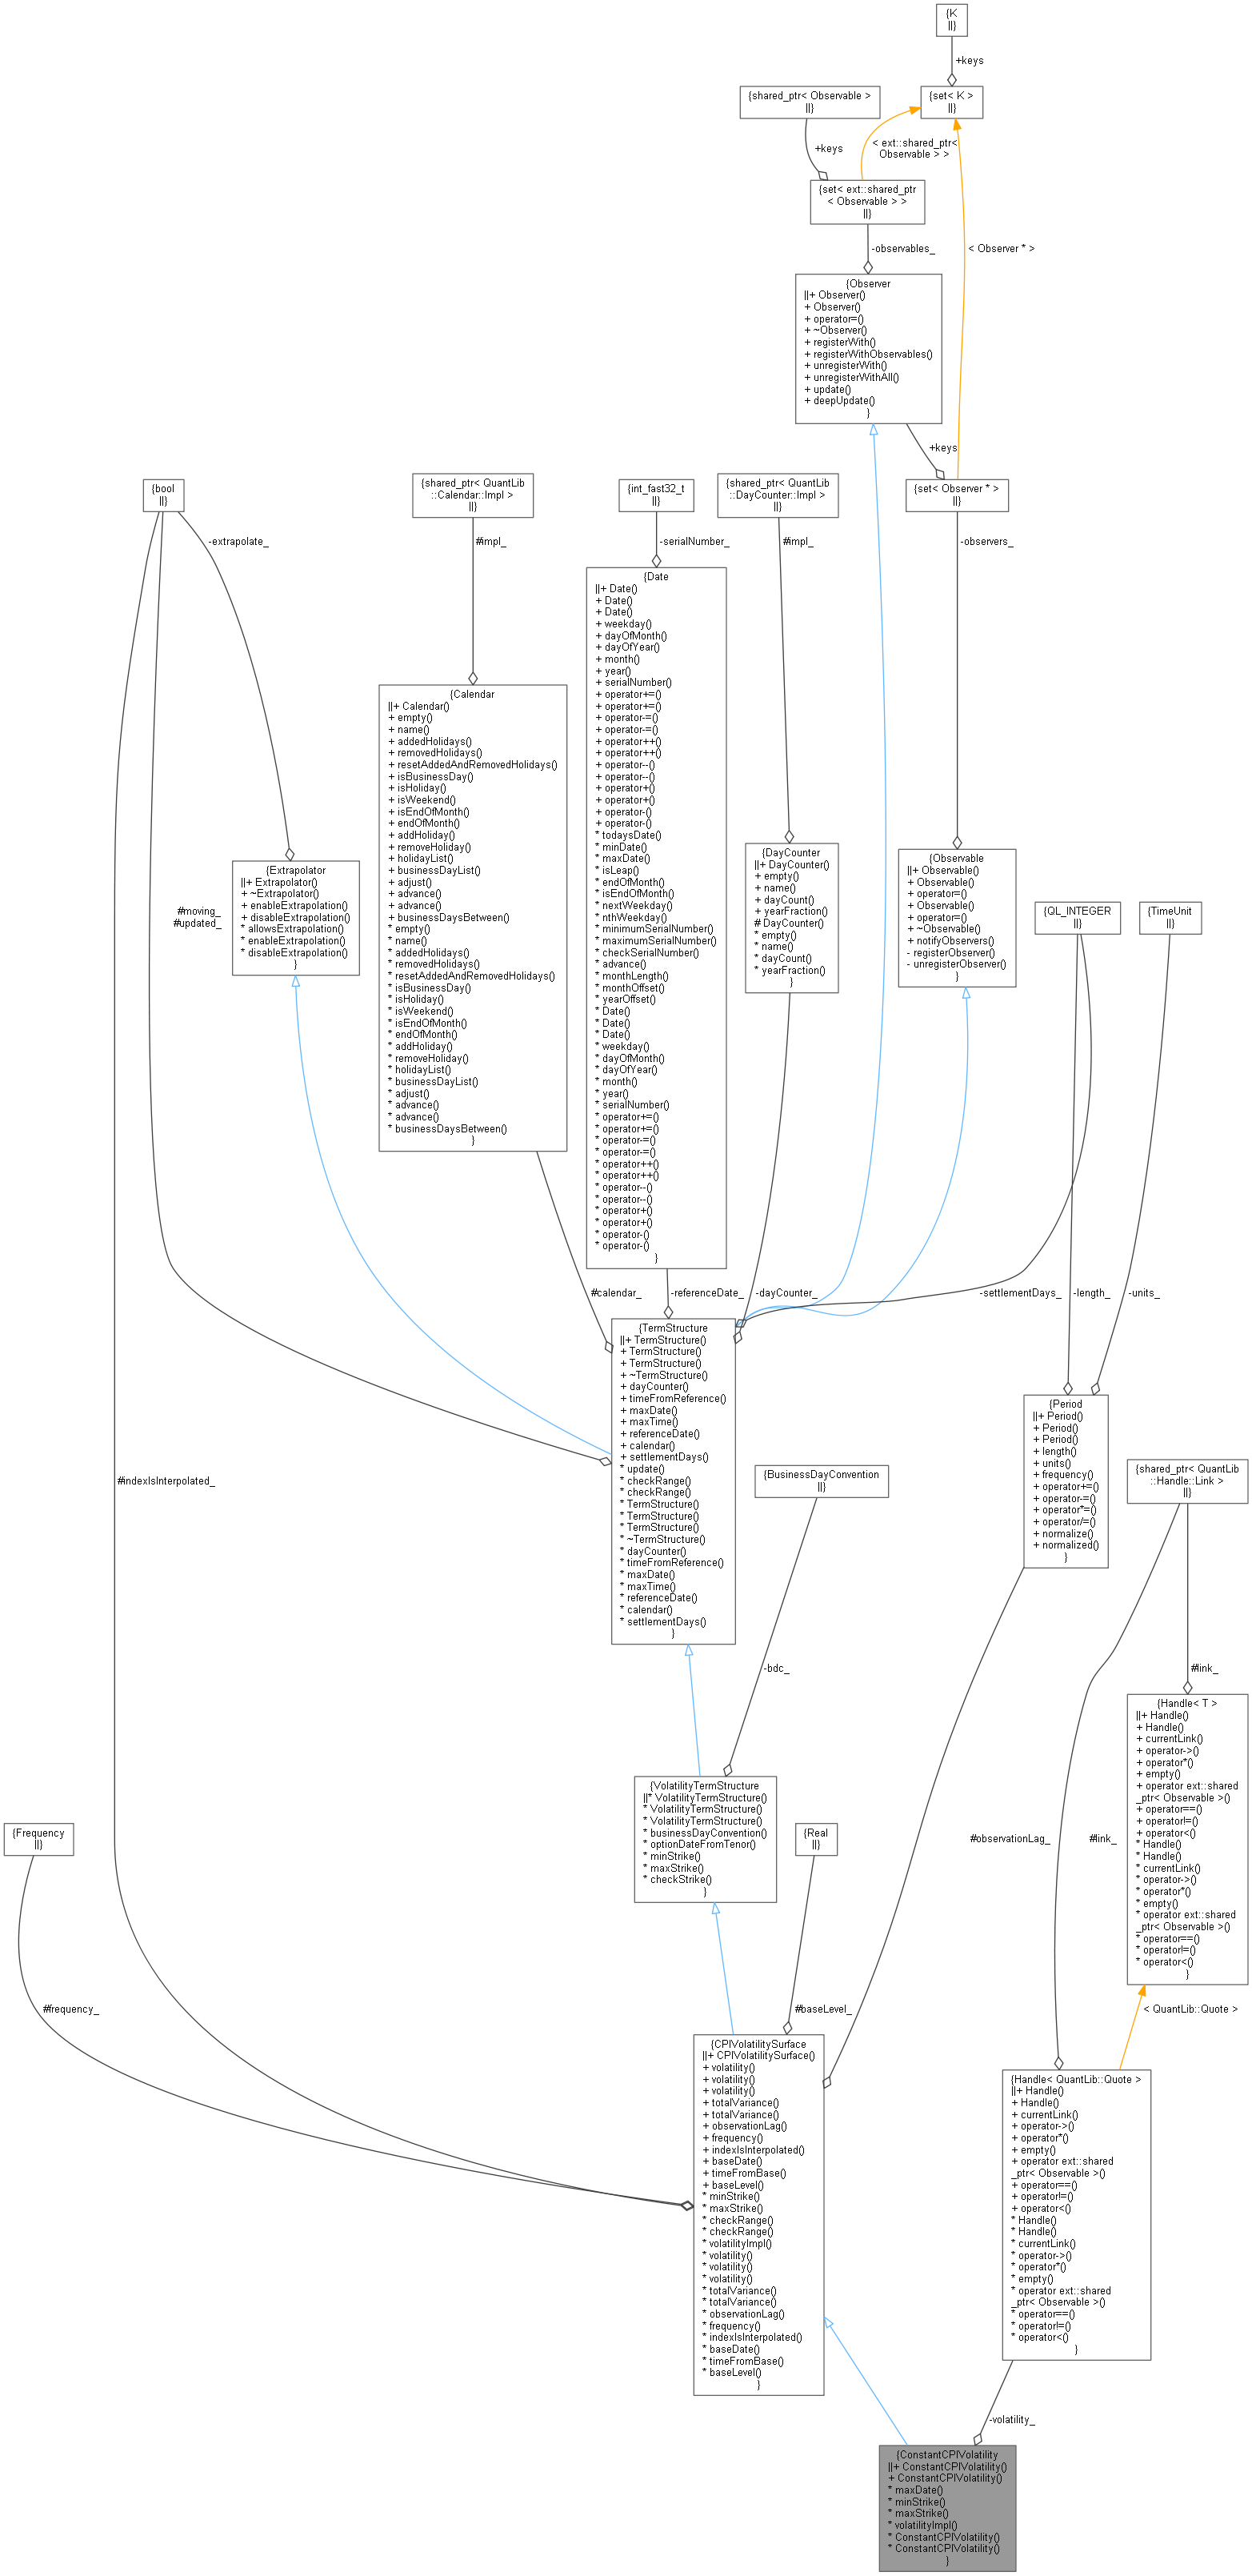 {K
||}
+keys
{shared_ptr< Observable >
||}
{set< K >
||}
+keys
< ext::shared_ptr<
Observable > >
{set< ext::shared_ptr
< Observable > >
||}
-observables_
< Observer * >
{Observer
||+ Observer()
+ Observer()
+ operator=()
+ ~Observer()
+ registerWith()
+ registerWithObservables()
+ unregisterWith()
+ unregisterWithAll()
+ update()
+ deepUpdate()
}
+keys
{bool
||}
{shared_ptr< QuantLib
::Calendar::Impl >
||}
{int_fast32_t
||}
{shared_ptr< QuantLib
::DayCounter::Impl >
||}
{set< Observer * >
||}
-extrapolate_
#impl_
-serialNumber_
#impl_
-observers_
{Date
||+ Date()
+ Date()
+ Date()
+ weekday()
+ dayOfMonth()
+ dayOfYear()
+ month()
+ year()
+ serialNumber()
+ operator+=()
+ operator+=()
+ operator-=()
+ operator-=()
+ operator++()
+ operator++()
+ operator--()
+ operator--()
+ operator+()
+ operator+()
+ operator-()
+ operator-()
* todaysDate()
* minDate()
* maxDate()
* isLeap()
* endOfMonth()
* isEndOfMonth()
* nextWeekday()
* nthWeekday()
* minimumSerialNumber()
* maximumSerialNumber()
* checkSerialNumber()
* advance()
* monthLength()
* monthOffset()
* yearOffset()
* Date()
* Date()
* Date()
* weekday()
* dayOfMonth()
* dayOfYear()
* month()
* year()
* serialNumber()
* operator+=()
* operator+=()
* operator-=()
* operator-=()
* operator++()
* operator++()
* operator--()
* operator--()
* operator+()
* operator+()
* operator-()
* operator-()
}
{Calendar
||+ Calendar()
+ empty()
+ name()
+ addedHolidays()
+ removedHolidays()
+ resetAddedAndRemovedHolidays()
+ isBusinessDay()
+ isHoliday()
+ isWeekend()
+ isEndOfMonth()
+ endOfMonth()
+ addHoliday()
+ removeHoliday()
+ holidayList()
+ businessDayList()
+ adjust()
+ advance()
+ advance()
+ businessDaysBetween()
* empty()
* name()
* addedHolidays()
* removedHolidays()
* resetAddedAndRemovedHolidays()
* isBusinessDay()
* isHoliday()
* isWeekend()
* isEndOfMonth()
* endOfMonth()
* addHoliday()
* removeHoliday()
* holidayList()
* businessDayList()
* adjust()
* advance()
* advance()
* businessDaysBetween()
}
{Extrapolator
||+ Extrapolator()
+ ~Extrapolator()
+ enableExtrapolation()
+ disableExtrapolation()
* allowsExtrapolation()
* enableExtrapolation()
* disableExtrapolation()
}
#moving_
#updated_
{DayCounter
||+ DayCounter()
+ empty()
+ name()
+ dayCount()
+ yearFraction()
# DayCounter()
* empty()
* name()
* dayCount()
* yearFraction()
}
{Observable
||+ Observable()
+ Observable()
+ operator=()
+ Observable()
+ operator=()
+ ~Observable()
+ notifyObservers()
- registerObserver()
- unregisterObserver()
}
{QL_INTEGER
||}
{TimeUnit
||}
#calendar_
-referenceDate_
-dayCounter_
-settlementDays_
-length_
-units_
{TermStructure
||+ TermStructure()
+ TermStructure()
+ TermStructure()
+ ~TermStructure()
+ dayCounter()
+ timeFromReference()
+ maxDate()
+ maxTime()
+ referenceDate()
+ calendar()
+ settlementDays()
* update()
* checkRange()
* checkRange()
* TermStructure()
* TermStructure()
* TermStructure()
* ~TermStructure()
* dayCounter()
* timeFromReference()
* maxDate()
* maxTime()
* referenceDate()
* calendar()
* settlementDays()
}
{Period
||+ Period()
+ Period()
+ Period()
+ length()
+ units()
+ frequency()
+ operator+=()
+ operator-=()
+ operator*=()
+ operator/=()
+ normalize()
+ normalized()
}
#indexIsInterpolated_
{BusinessDayConvention
||}
{shared_ptr< QuantLib
::Handle::Link >
||}
-bdc_
#link_
{Handle< T >
||+ Handle()
+ Handle()
+ currentLink()
+ operator->()
+ operator*()
+ empty()
+ operator ext::shared
_ptr< Observable >()
+ operator==()
+ operator!=()
+ operator<()
* Handle()
* Handle()
* currentLink()
* operator->()
* operator*()
* empty()
* operator ext::shared
_ptr< Observable >()
* operator==()
* operator!=()
* operator<()
}
{VolatilityTermStructure
||* VolatilityTermStructure()
* VolatilityTermStructure()
* VolatilityTermStructure()
* businessDayConvention()
* optionDateFromTenor()
* minStrike()
* maxStrike()
* checkStrike()
}
{Frequency
||}
{Real
||}
#observationLag_
#link_
#frequency_
#baseLevel_
< QuantLib::Quote >
{CPIVolatilitySurface
||+ CPIVolatilitySurface()
+ volatility()
+ volatility()
+ volatility()
+ totalVariance()
+ totalVariance()
+ observationLag()
+ frequency()
+ indexIsInterpolated()
+ baseDate()
+ timeFromBase()
+ baseLevel()
* minStrike()
* maxStrike()
* checkRange()
* checkRange()
* volatilityImpl()
* volatility()
* volatility()
* volatility()
* totalVariance()
* totalVariance()
* observationLag()
* frequency()
* indexIsInterpolated()
* baseDate()
* timeFromBase()
* baseLevel()
}
{Handle< QuantLib::Quote >
||+ Handle()
+ Handle()
+ currentLink()
+ operator->()
+ operator*()
+ empty()
+ operator ext::shared
_ptr< Observable >()
+ operator==()
+ operator!=()
+ operator<()
* Handle()
* Handle()
* currentLink()
* operator->()
* operator*()
* empty()
* operator ext::shared
_ptr< Observable >()
* operator==()
* operator!=()
* operator<()
}
-volatility_
{ConstantCPIVolatility
||+ ConstantCPIVolatility()
+ ConstantCPIVolatility()
* maxDate()
* minStrike()
* maxStrike()
* volatilityImpl()
* ConstantCPIVolatility()
* ConstantCPIVolatility()
}